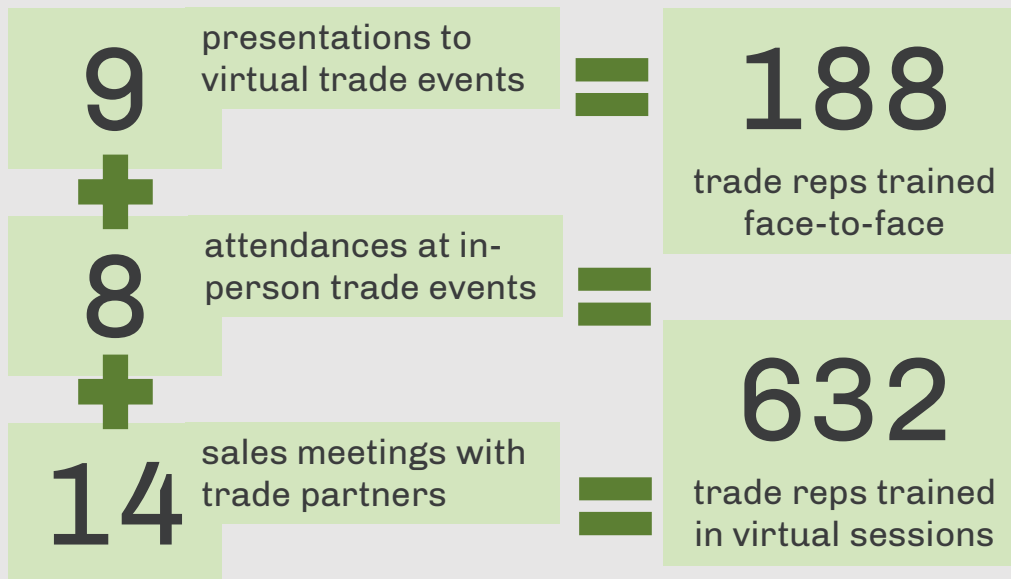 9
presentations to
virtual trade events
8
attendances at in-
person trade events
14
sales meetings with
trade partners
188
trade reps trained
face-to-face
632
trade reps trained
in virtual sessions